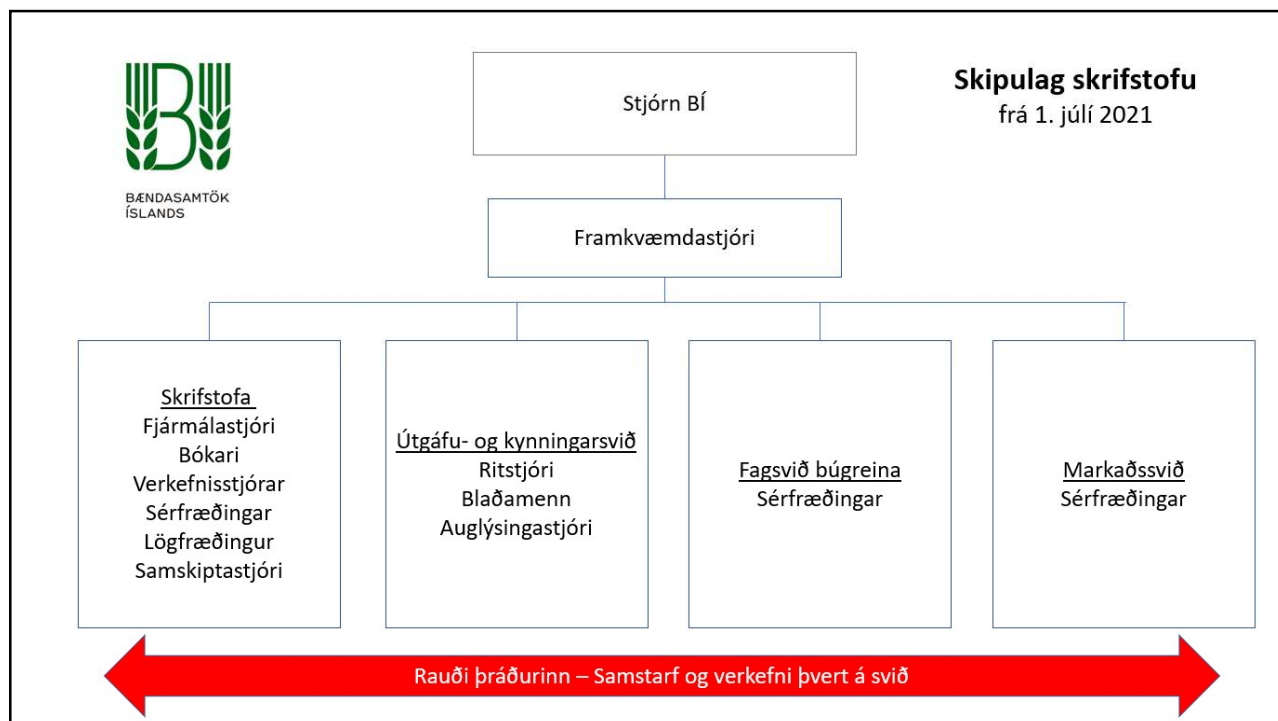 BÍ
BÆNDASAMTÖK
ÍSLANDS
Skipulag skrifstofu
frá 1. júlí 2021
Stjórn BÍ
Framkvæmdastjóri
Skrifstofa
Fjármálastjóri
Bókari
Verkefnisstjórar
Sérfræðingar
Lögfræðingur
Samskiptastjóri
Útgáfu- og kynningarsvið
Ritstjóri
Blaðamenn
Auglýsingastjóri
Fagsvið búgreina
Sérfræðingar
Markaðssvið
Sérfræðingar
Rauði þráðurinn – Samstarf og verkefni þvert á svið